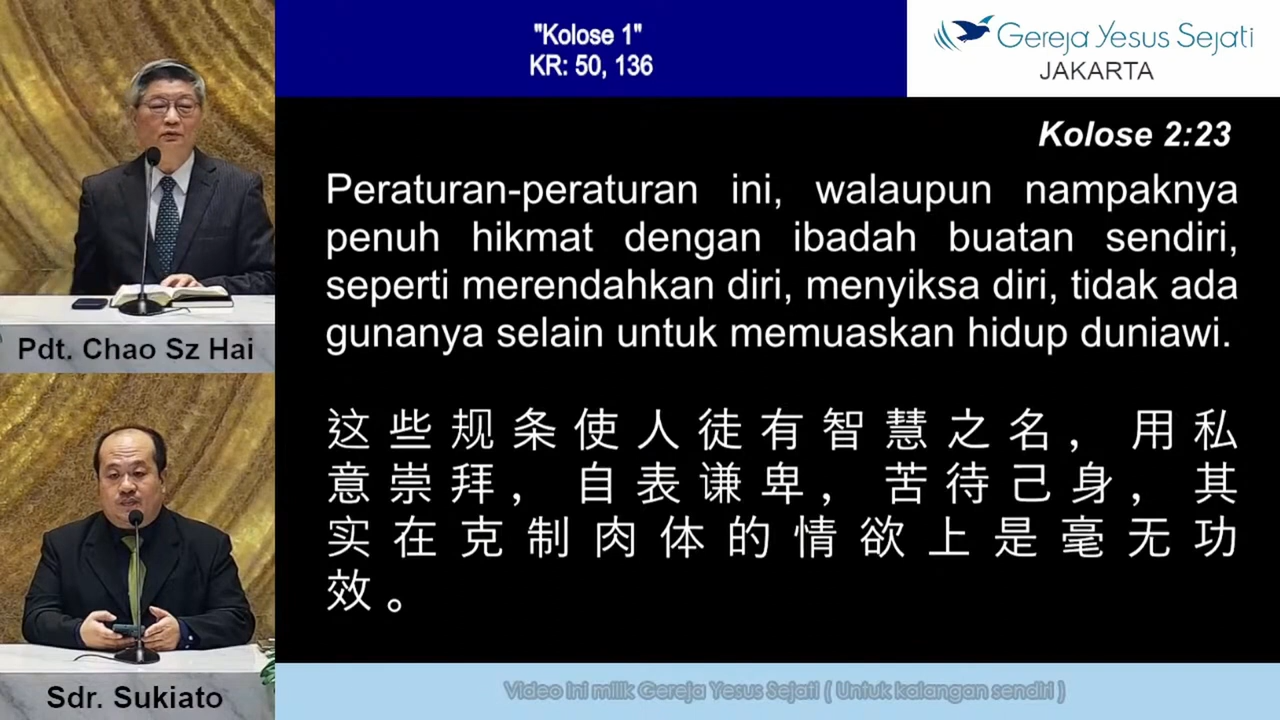 "Kolose 1"
KR: 50, 136
Gereja Yesus Sejati
JAKARTA
Kolose 2:23
Peraturan-peraturan ini, walaupun nampaknya
penuh hikmat dengan ibadah buatan sendiri,
seperti merendahkan diri, menyiksa diri, tidak ada
gunanya selain untuk memuaskan hidup duniawi.
这些规条使人徒有智慧之名，用私
意崇拜，自表谦卑，苦待己身，其
实在克制肉体的情欲上是毫无功
效。
Pdt. Chao Sz Hai
Sdr. Sukiato
Video ini milik Gereja Yesus Sejati ( Untuk kalangan sendiri )